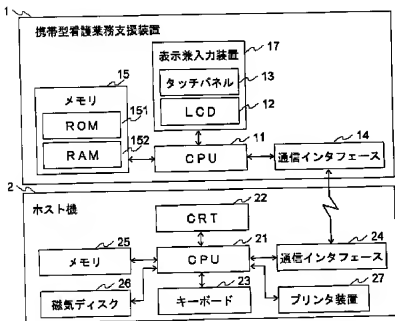 1
携帯型看護業務支援装置
表示兼入力装置
17
タッチパネル
13
LCD
12
15
メモリ
ROM
151
RAM
152
11
CPU
14
通信インタフェース
2
ホスト機
CRT
22
25
メモリ
21
CPU
24
通信インタフェース
26
磁気ディスク
キーボード
23
プリンタ装置
27